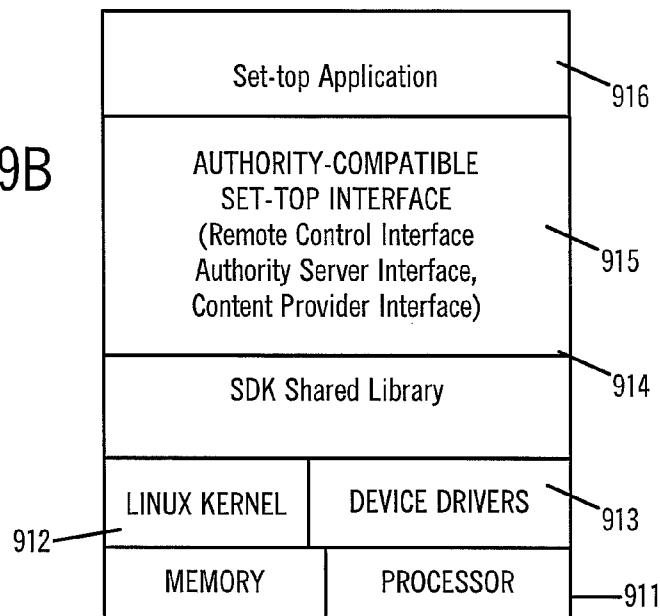 Set-top Application
916
9B
AUTHORITY-COMPATIBLE
SET-TOP INTERFACE
(Remote Control Interface
Authority Server Interface,
Content Provider Interface)
915
914
SDK Shared Library
LINUX KERNEL
DEVICE DRIVERS
913
912
MEMORY
PROCESSOR
911